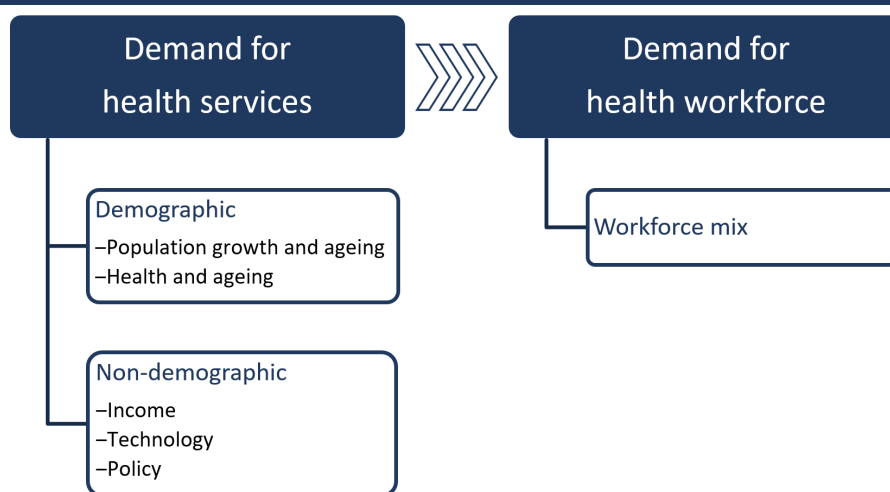 Demand for
health services
Demographic
–Population growth and ageing
–Health and ageing
Non-demographic
–Income
–Technology
–Policy
Demand for
health workforce
Workforce mix